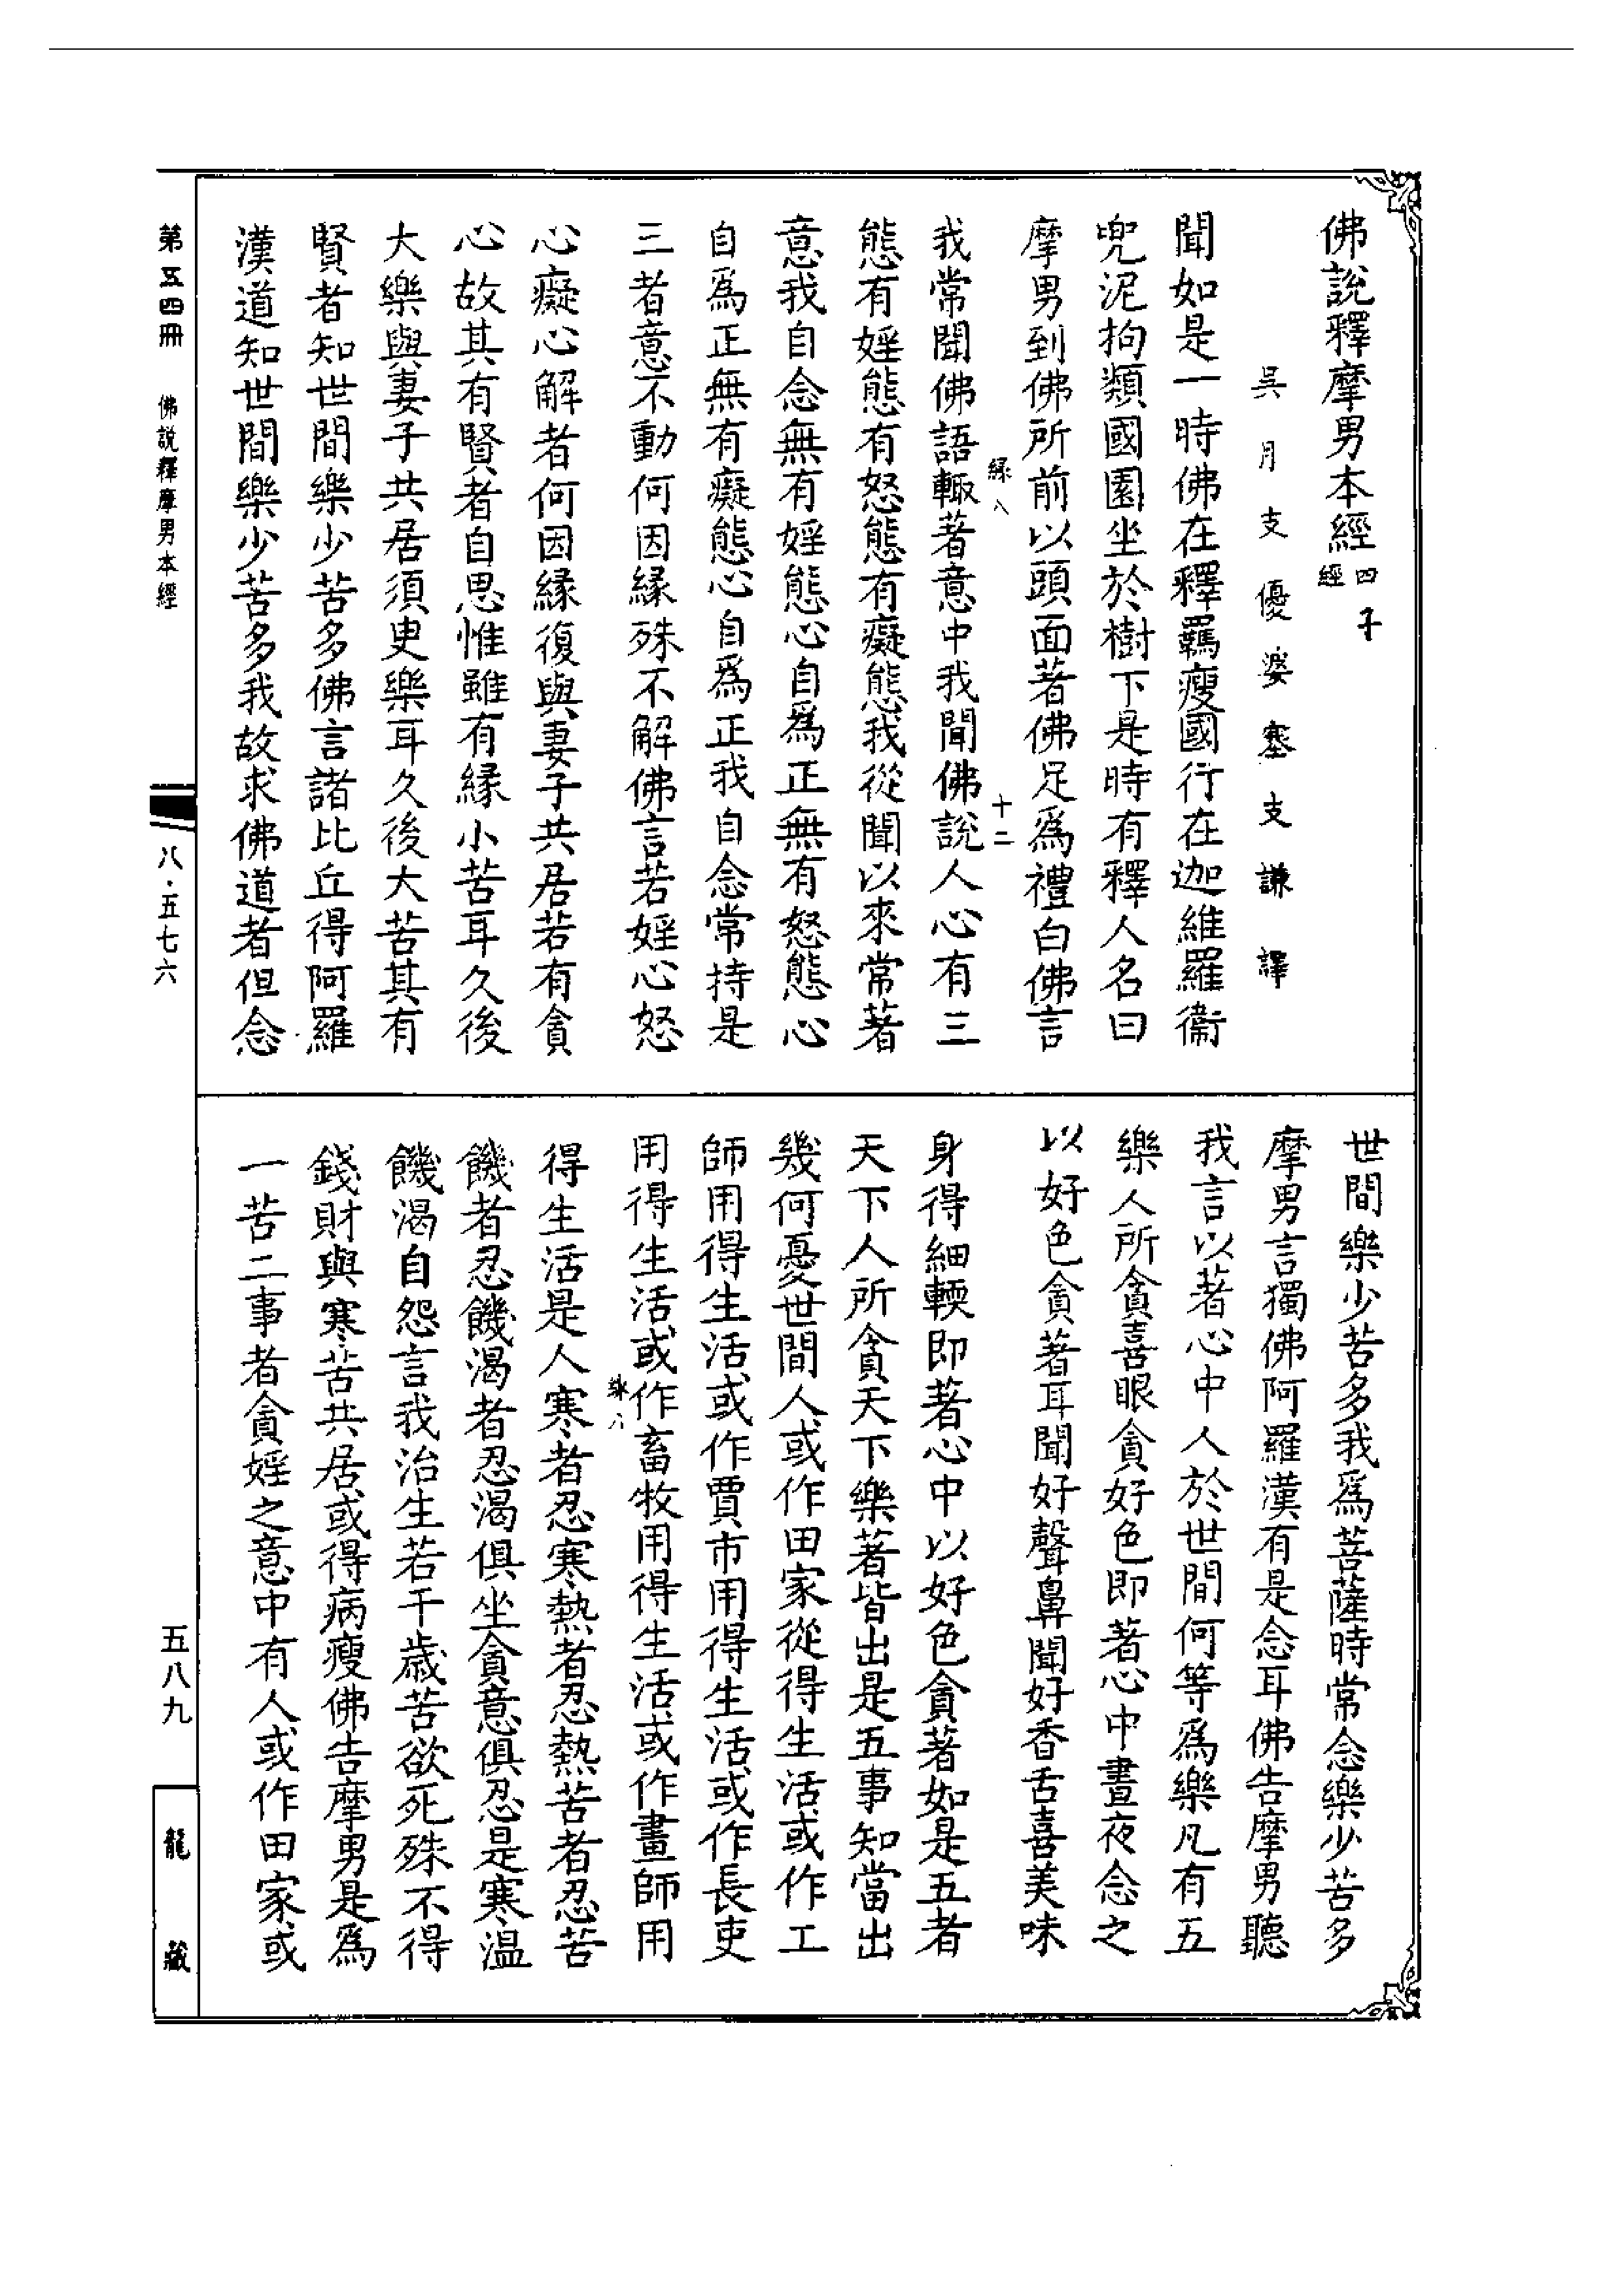 佛說釋摩男本經四子經
吳月支優婆塞支謙譯
聞如是一時佛在釋羇瘦國行在迦維羅衞
兜泥拘類國園坐於樹下是時有釋人名曰
摩男到佛所前以頭面著佛足爲禮白佛言
緣八
十二
我常聞佛語輙著意中我聞佛說人心有三
態有婬態有怒態有癡態我從聞以來常著
意我自念無有婬態心自爲正無有怒態心
自爲正無有癡態心自爲正我自念常持是
三者意不動何因緣殊不解佛言若婬心怒
心癡心解者何因緣復與妻子共居若有貪
心故其有賢者自思惟雖有緣小苦耳久後
大樂與妻子共居須臾樂耳久後大苦其有
賢者知世間樂少苦多佛言諸比丘得阿羅
漢道知世間樂少苦多我故求佛道者但念
世間樂少苦多我爲菩薩時常念樂少苦多
摩男言獨佛阿羅漢有是念耳佛告摩男聽
我言以著心中人於世間何等爲樂凡有五
樂人所貪喜眼貪好色即著心中晝夜念之
以好色貪著耳聞好聲鼻聞好香舌喜美味
身得細輭即著心中以好色貪著如是五者
天下人所貪天下樂著皆出是五事知當出
幾何憂世間人或作田家從得生活或作工
師用得生活或作賈市用得生活或作長吏
用得生活或作畜牧用得生活或作畫師用
緣八
得生活是人寒者忍寒熱者忍熱苦者忍苦
饑者忍饑渴者忍渴俱坐貪意俱忍是寒温
饑渴自怨言我治生若干歲苦欲死殊不得
錢財與寒苦共居或得病瘦佛告摩男是爲
一苦二事者貪婬之意中有人或作田家或
第五四冊
佛說釋摩男本經
八·五七六
五八九
龍藏